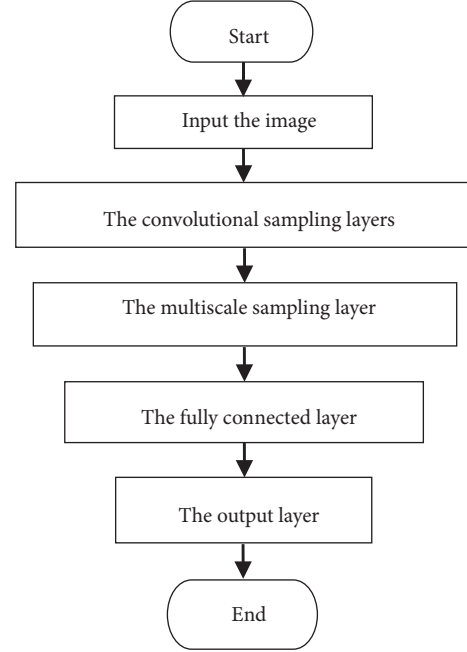 Start
Input the image
The convolutional sampling layers
The multiscale sampling layer
The fully connected layer
The output layer
End